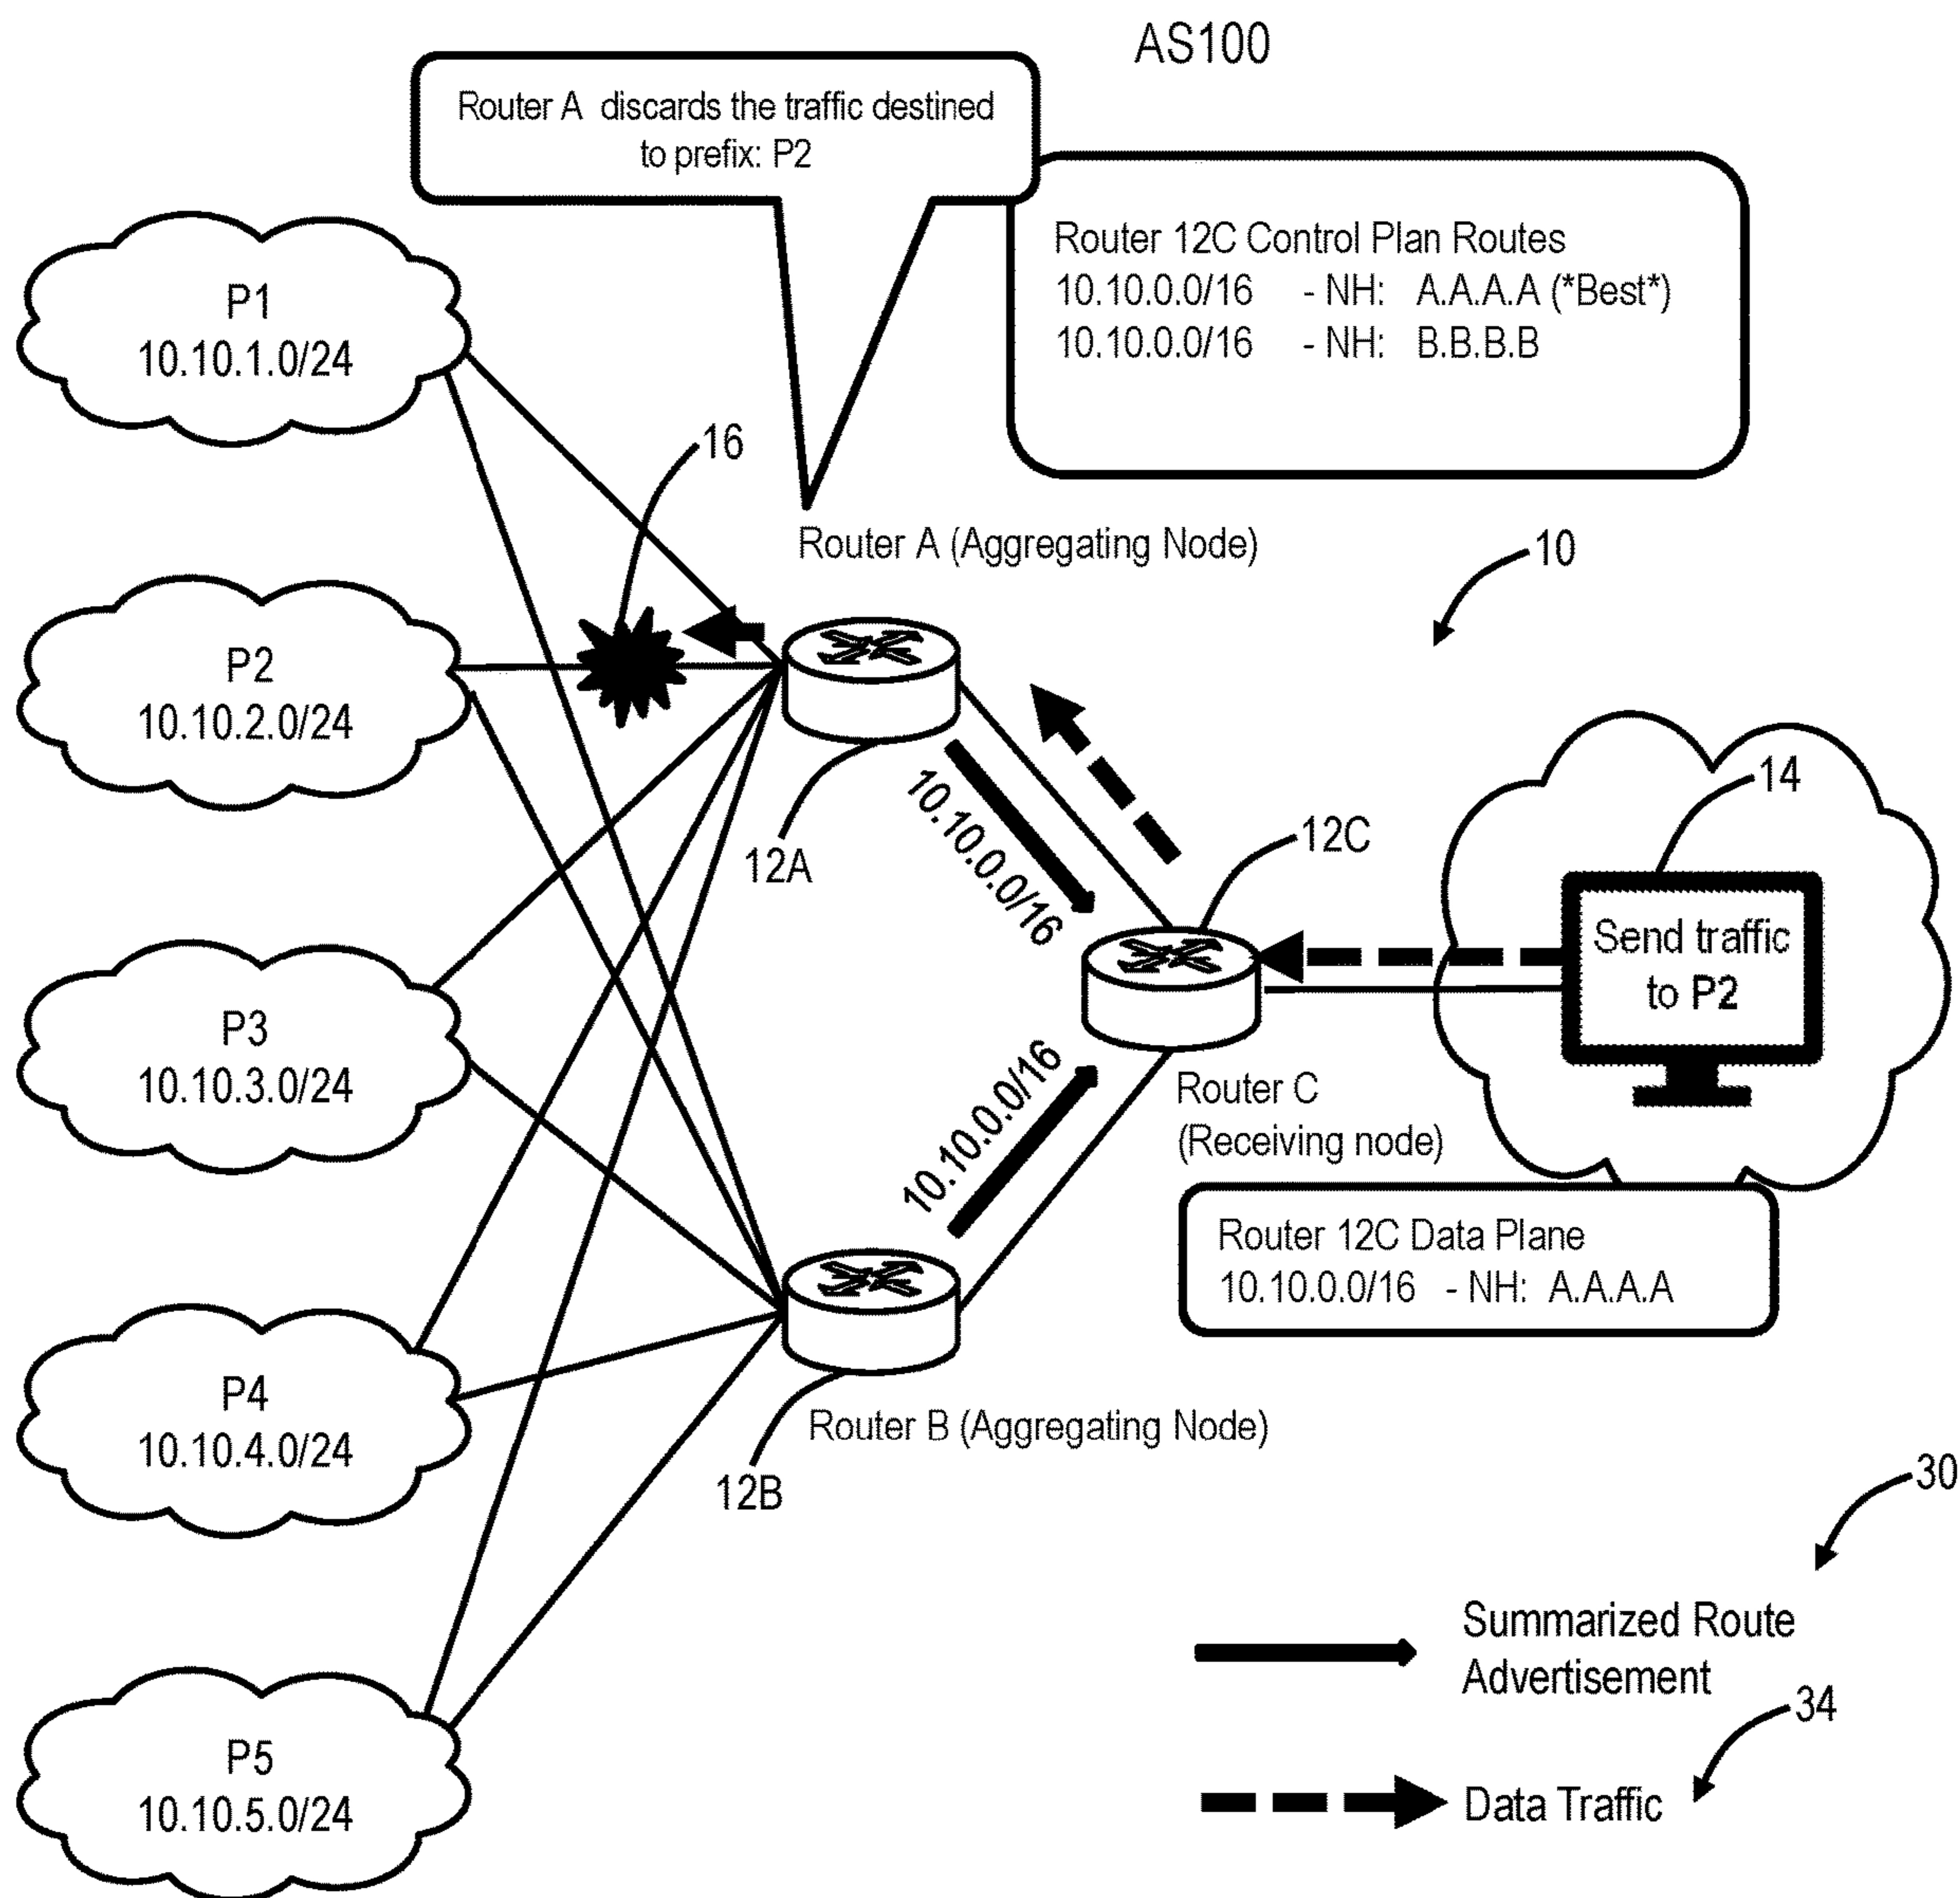 AS100
Router A discards the traffic destined
to prefix: P2
Router 12C Control Plan Routes
10.10.0.0/16 - NH: A.A.A.A (*Best*)
10.10.0.0/16 - NH: B.B.B.B
P1
10.10.1.0/24
16
Router A (Aggregating Node)
10
P2
10.10.2.0/24
14
12A
10.10.0.0/16
12C
Send traffic
to P2
P3
10.10.3.0/24
10.10.0.0/16
Router C
(Receiving node)
Router 12C Data Plane
10.10.0.0/16 - NH: A.A.A.A
P4
10.10.4.0/24
Router B (Aggregating Node)
12B
30
Summarized Route
Advertisement
34
P5
10.10.5.0/24
Data Traffic